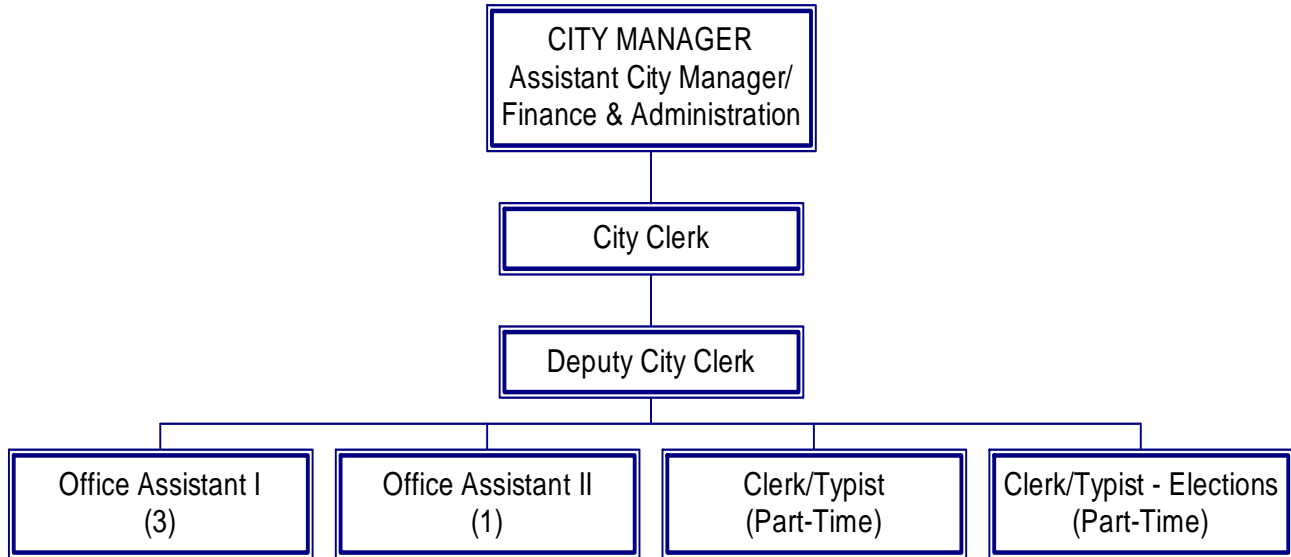 CITY MANAGER
Assistant City Manager/
Finance & Administration
City Clerk
Deputy City Clerk
Office Assistant I
(3)
Office Assistant II
(1)
Clerk/Typist
(Part-Time)
Clerk/Typist - Elections
(Part-Time)